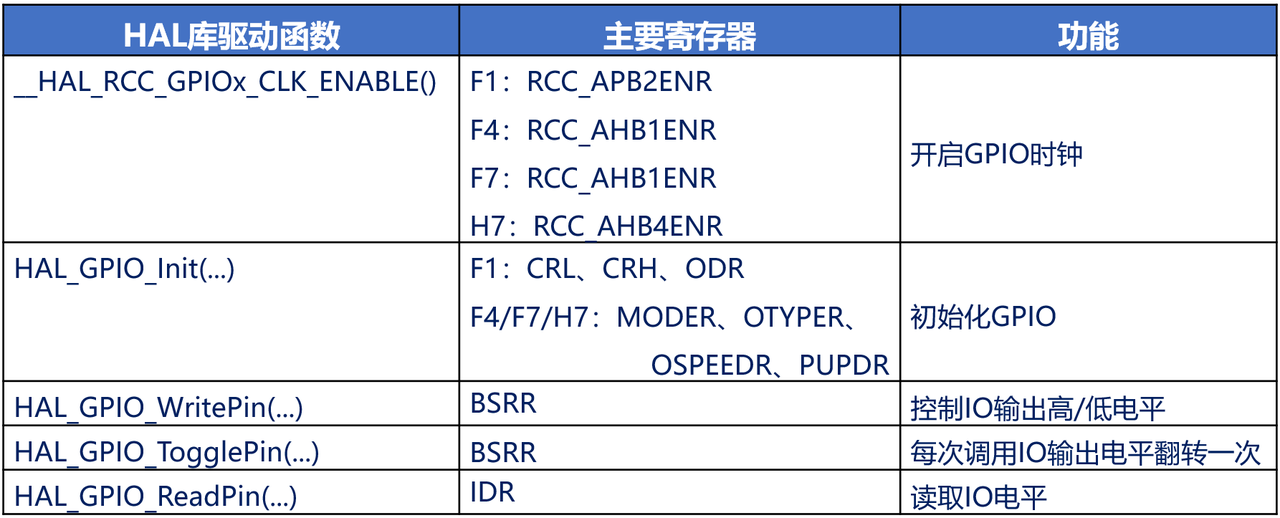 HAL库驱动函数 主要寄存器 功能
__HAL_RCC_GPIOx_CLK_ENABLE() F1：RCC_APB2ENR
F4：RCC_AHB1ENR
F7：RCC_AHB1ENR
H7：RCC_AHB4ENR
开启GPIO时钟
HAL_GPIO_Init(...) F1：CRL、CRH、ODR
F4/F7/H7：MODER、OTYPER、
OSPEEDR、PUPDR
初始化GPIO
HAL_GPIO_WritePin(...) BSRR 控制IO输出高/低电平
HAL_GPIO_TogglePin(...) BSRR 每次调用IO输出电平翻转一次
HAL_GPIO_ReadPin(...) IDR 读取IO电平